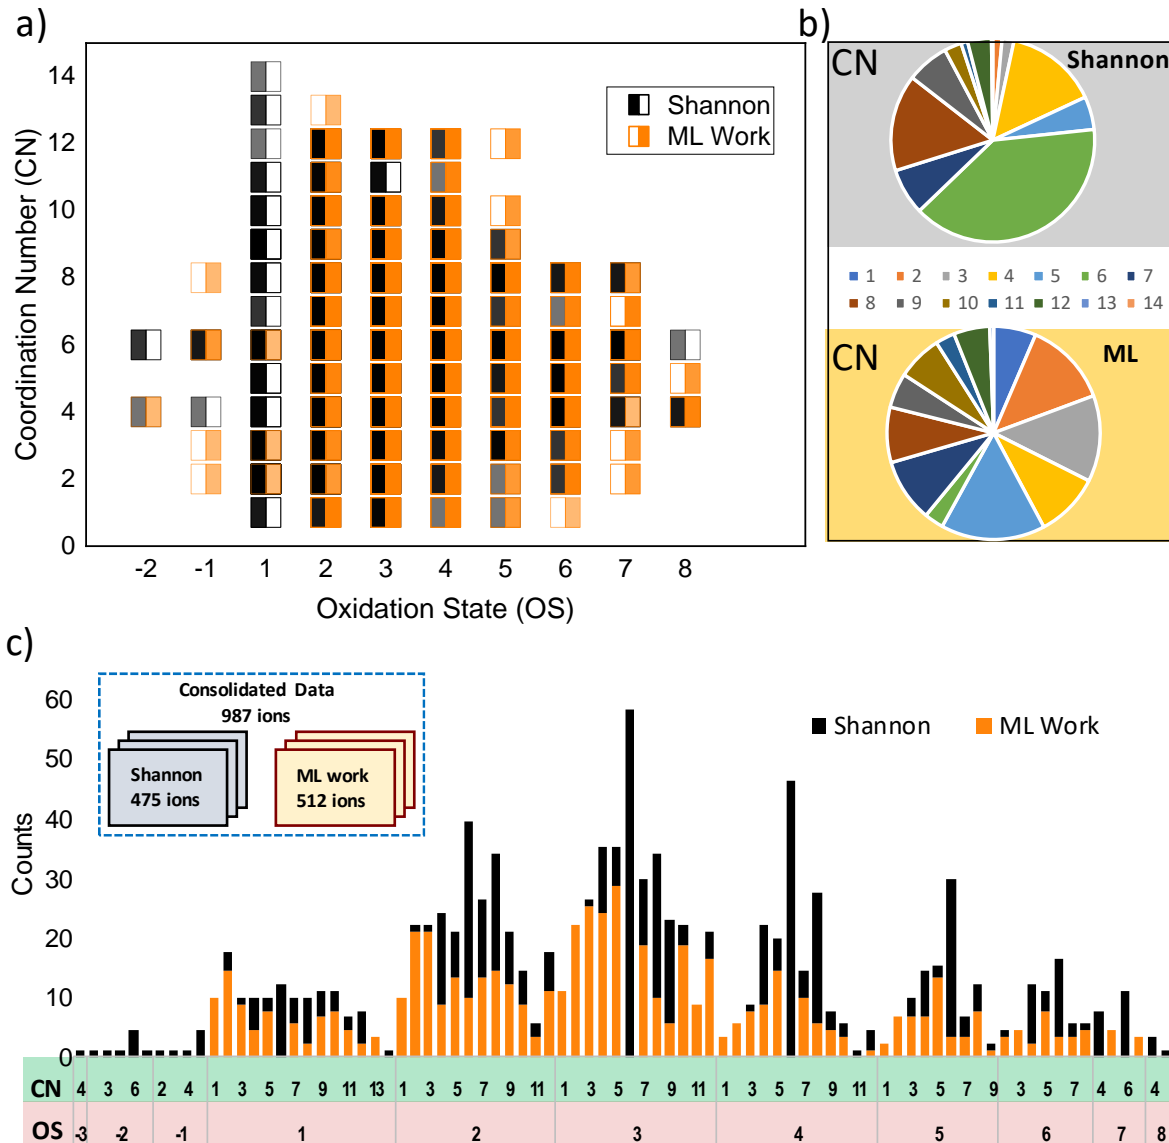 a)
Coordination Number (CN)
14
12
10
8
6
4
2
0
-2 -1 1 2 3 4 5 6 7 8
Oxidation State (OS)
Shannon
ML Work
b)
CN Shannon
1 2 3 4 5 6 7
8 9 10 11 12 13 14
CN ML
c)
Counts
60
50
40
30
20
10
0
Consolidated Data
987 ions
Shannon
475 ions
ML work
512 ions
Shannon ML Work
CN 4 3 6 2 4 1 3 5 7 9 11 13 1 3 5 7 9 11 1 3 5 7 9 11 1 3 5 7 9 11 1 3 5 7 9 3 5 7 4 6 4
OS -3 -2 -1 1 2 3 4 5 6 7 8